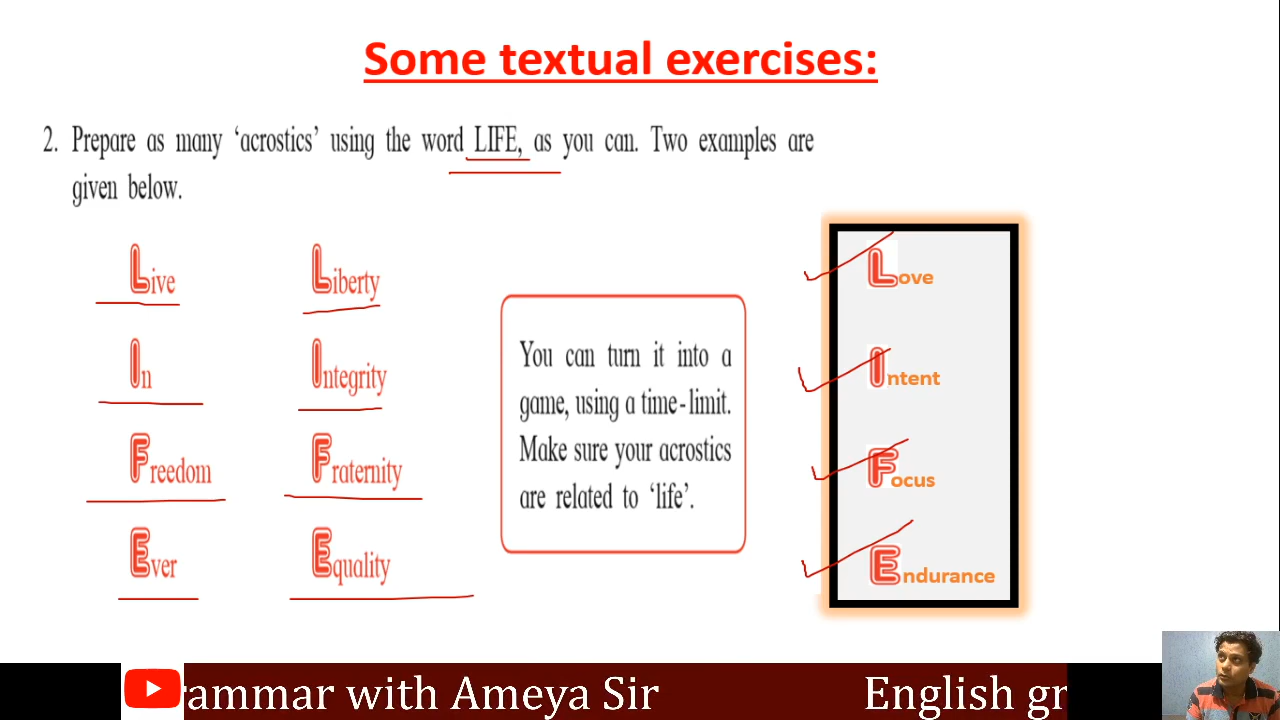 Some textual exercises:
2. Prepare as many ‘acrostics’ using the word LIFE, as you can. Two examples are
given below.
Live
In
Freedom
Ever
Liberty
Integrity
Fraternity
Equality
You can turn it into a
game, using a time-limit.
Make sure your acrostics
are related to ‘life’.
Love
Intent
Focus
Endurance
rammar with Ameya Sir
English gr